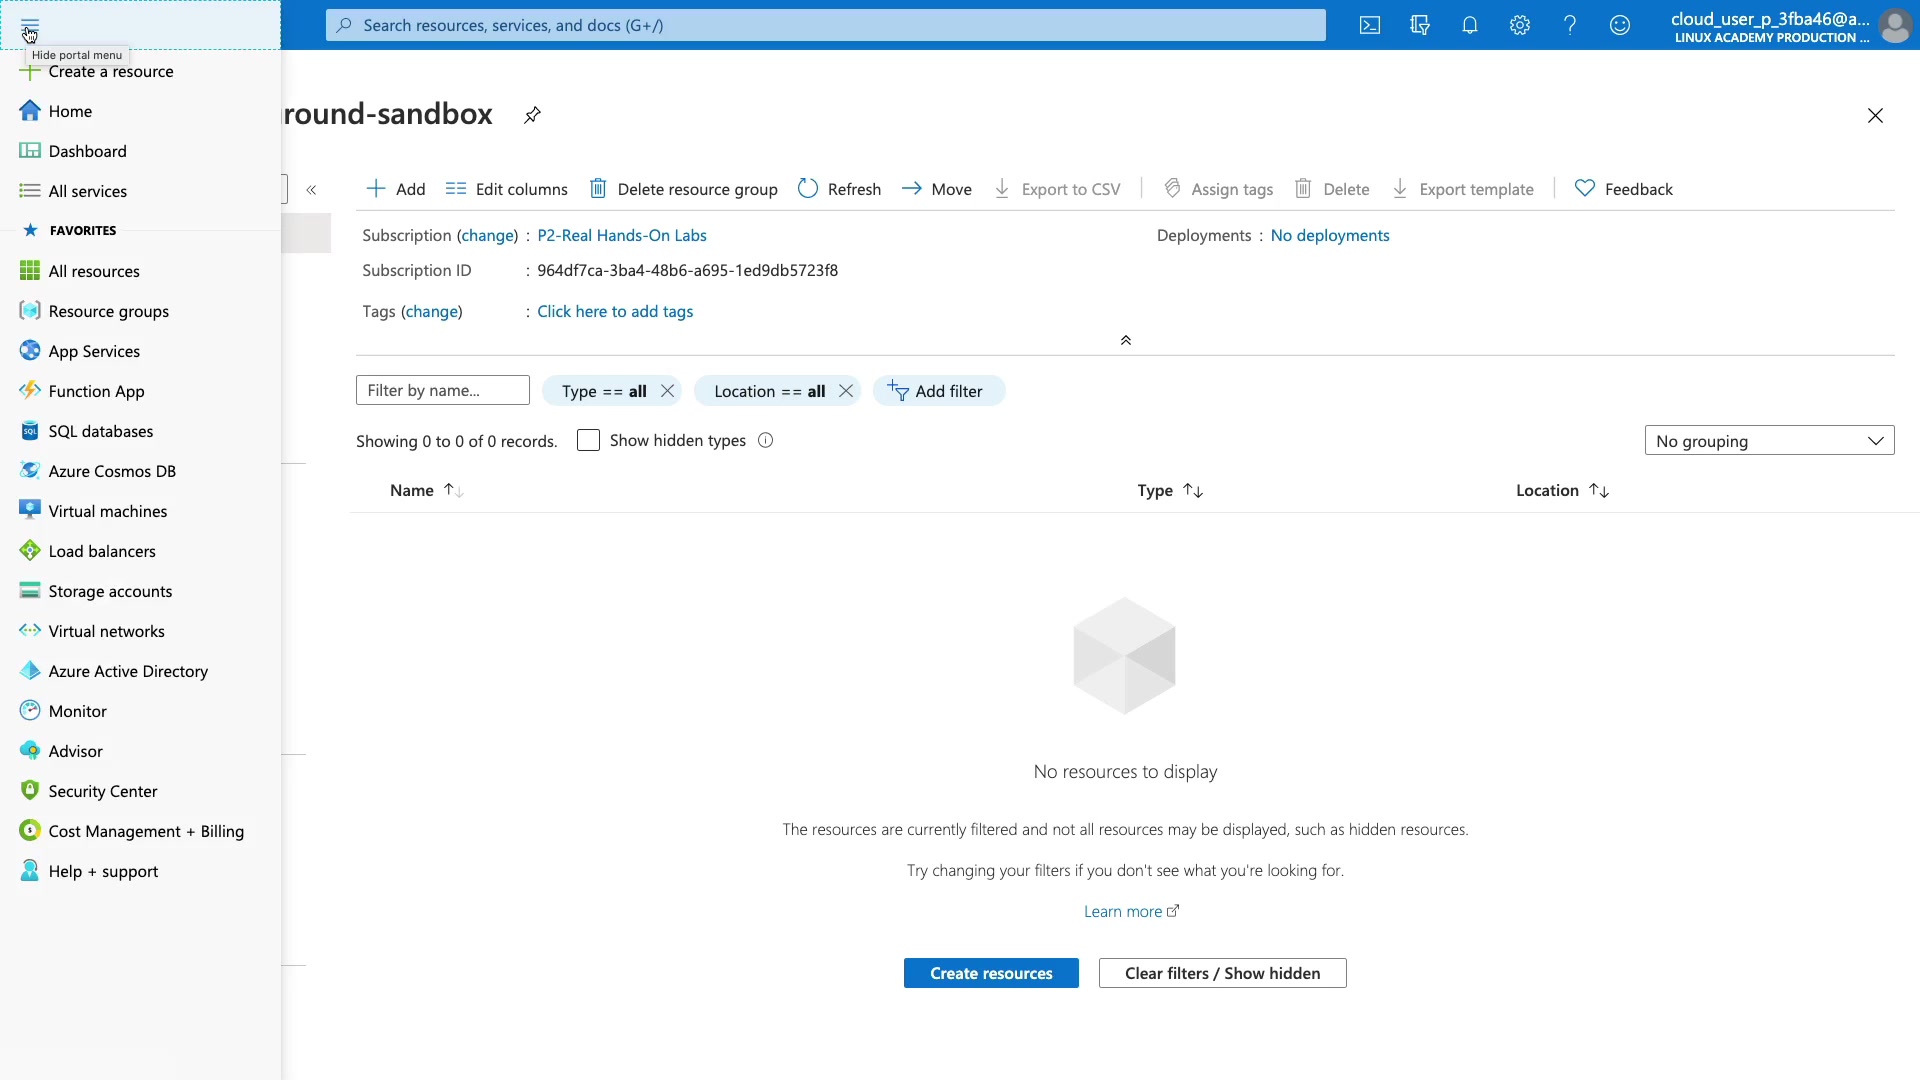 Search resources, services, and docs (G+/)
cloud_user_p_3fba46@a...
LINUX ACADEMY PRODUCTION ...
Hide portal menu
Create a resource
Home
Dashboard
All services
FAVORITES
All resources
Resource groups
App Services
Function App
SQL databases
Azure Cosmos DB
Virtual machines
Load balancers
Storage accounts
Virtual networks
Azure Active Directory
Monitor
Advisor
Security Center
Cost Management + Billing
Help + support
round-sandbox
Add Edit columns Delete resource group Refresh Move Export to CSV Assign tags Delete Export template Feedback
Subscription (change) : P2-Real Hands-On Labs
Deployments : No deployments
Subscription ID : 964df7ca-3ba4-48b6-a695-1ed9db5723f8
Tags (change) : Click here to add tags
Filter by name... Type == all Location == all Add filter
Showing 0 to 0 of 0 records. Show hidden types
No grouping
Name Type Location
No resources to display
The resources are currently filtered and not all resources may be displayed, such as hidden resources.
Try changing your filters if you don't see what you're looking for.
Learn more
Create resources Clear filters / Show hidden